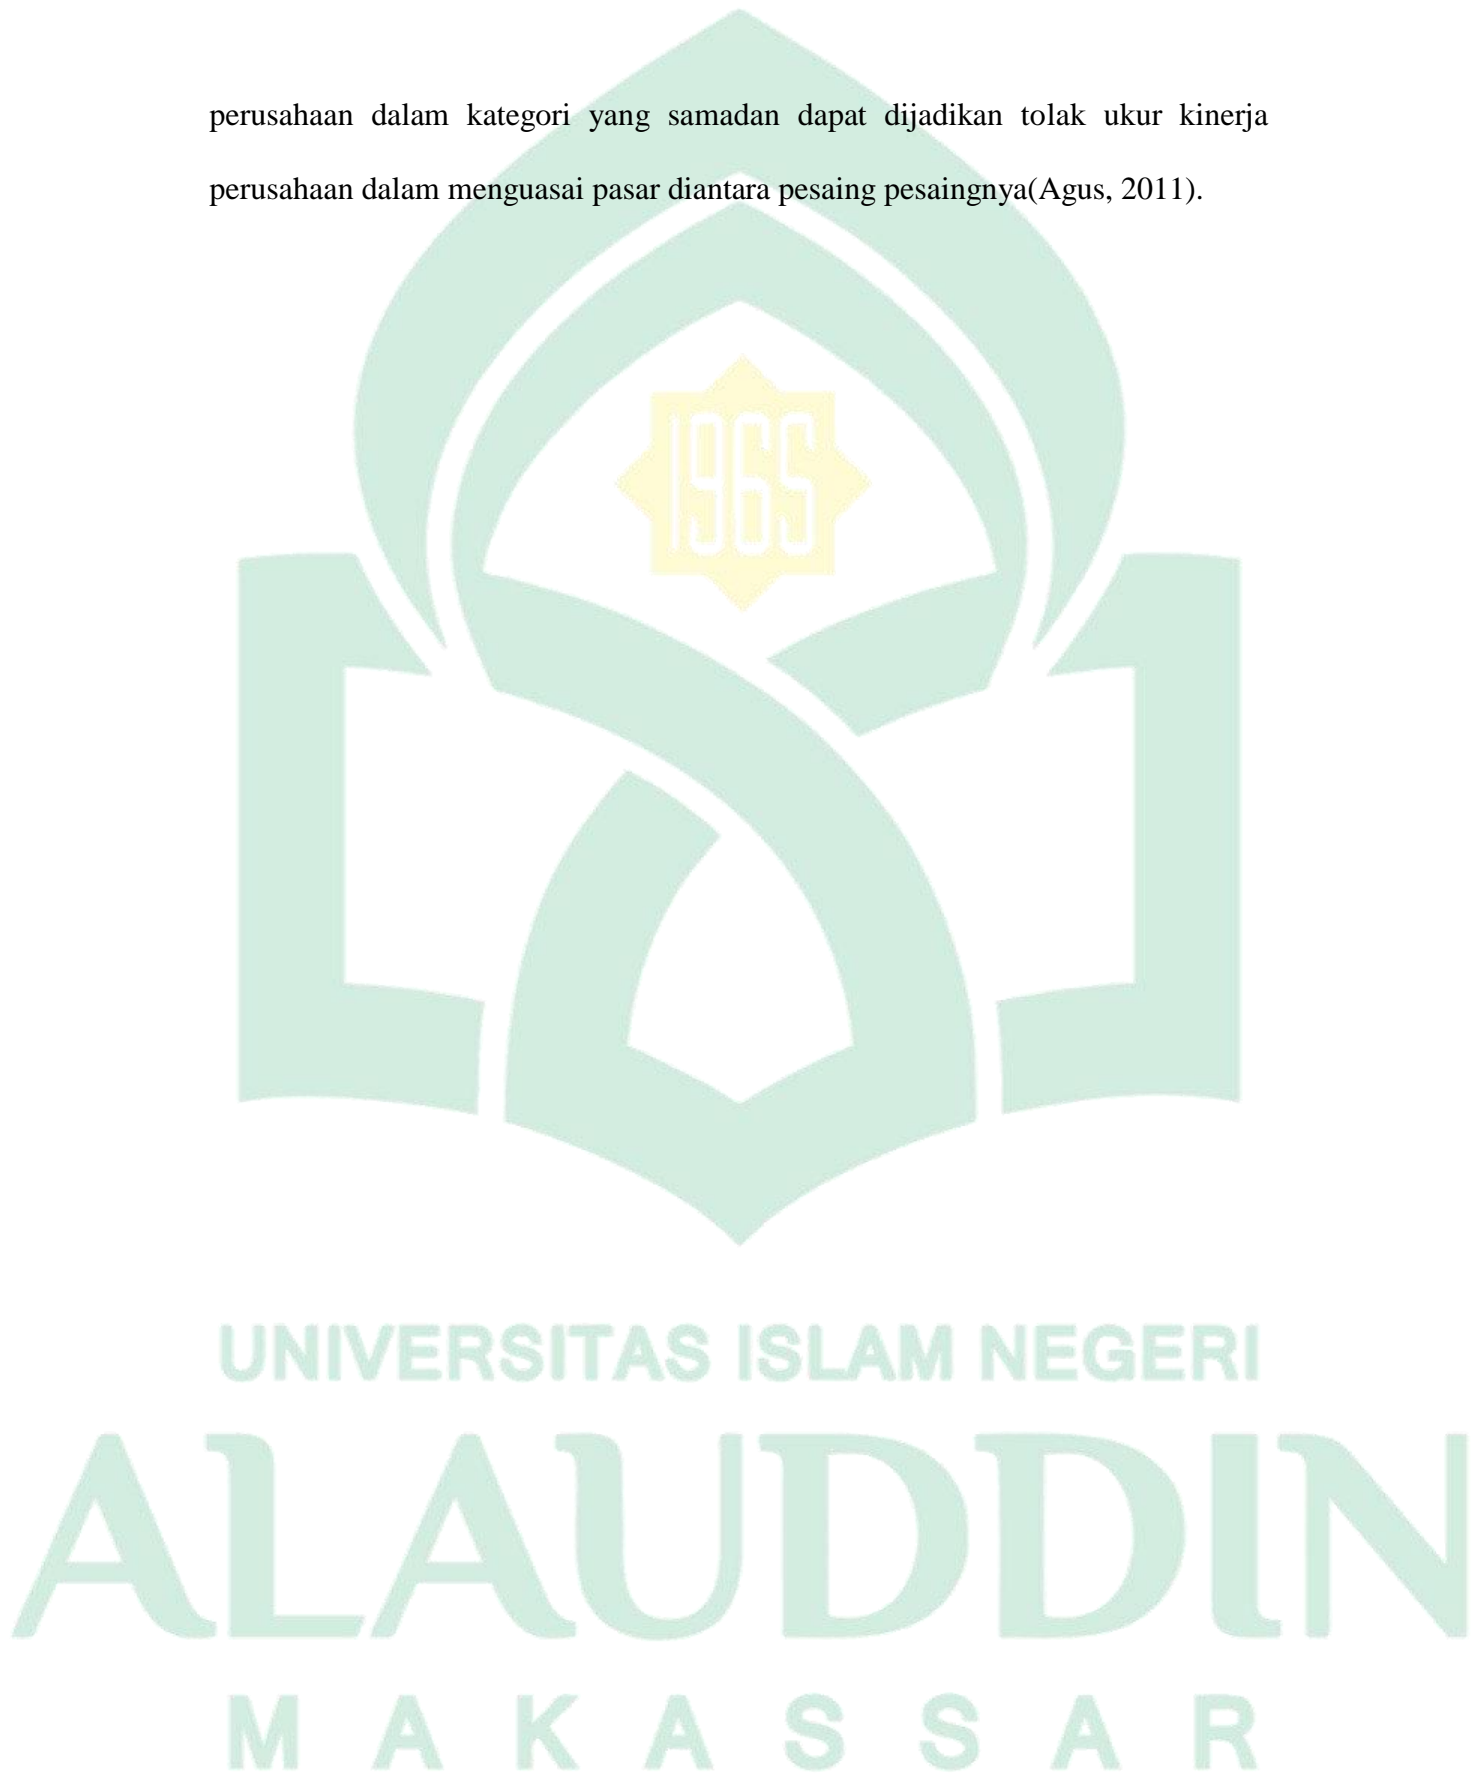 perusahaan dalam kategori yang samadan dapat dijadikan tolak ukur kinerja
perusahaan dalam menguasai pasar diantara pesaing pesaingnya(Agus, 2011).
1965
UNIVERSITAS ISLAM NEGERI
ALAUDDIN
MAKASSAR